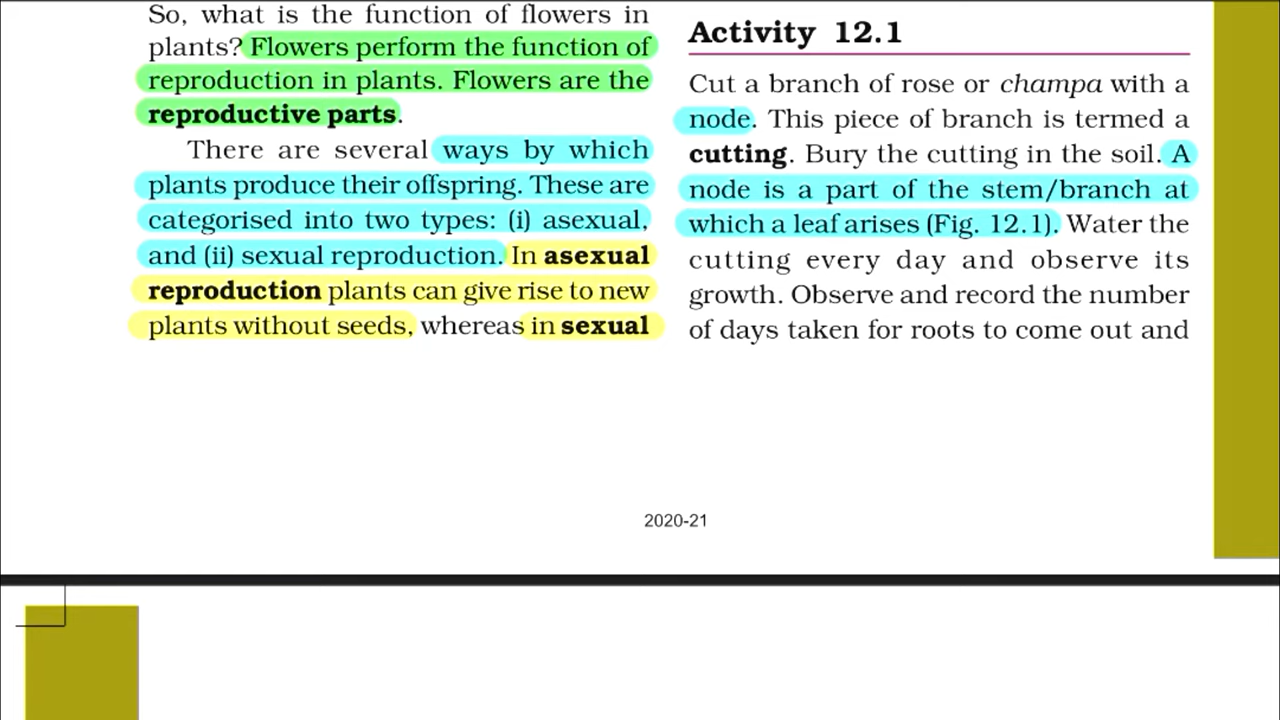 So, what is the function of flowers in
plants? Flowers perform the function of
reproduction in plants. Flowers are the
reproductive parts.
There are several ways by which
plants produce their offspring. These are
categorised into two types: (i) asexual,
and (ii) sexual reproduction. In asexual
reproduction plants can give rise to new
plants without seeds, whereas in sexual
Activity 12.1
Cut a branch of rose or champa with a
node. This piece of branch is termed a
cutting. Bury the cutting in the soil. A
node is a part of the stem/branch at
which a leaf arises (Fig. 12.1). Water the
cutting every day and observe its
growth. Observe and record the number
of days taken for roots to come out and
2020-21